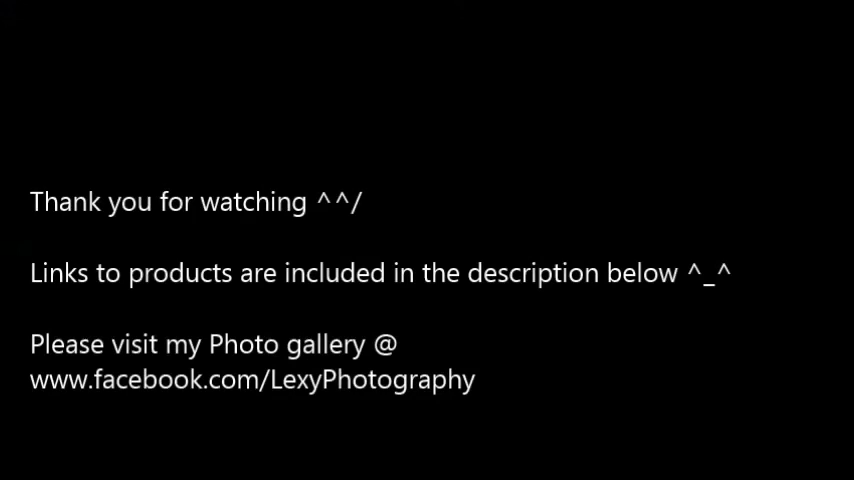 Thank you for watching ^^/
Links to products are included in the description below ^_^
Please visit my Photo gallery @
www.facebook.com/LexyPhotography